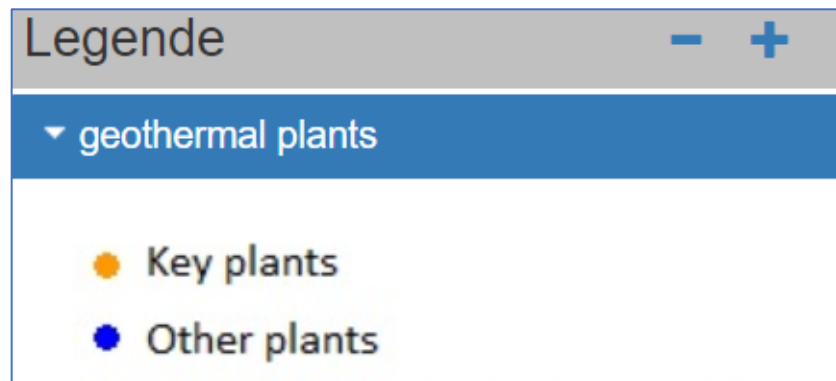 Legende
geothermal plants
Key plants
Other plants